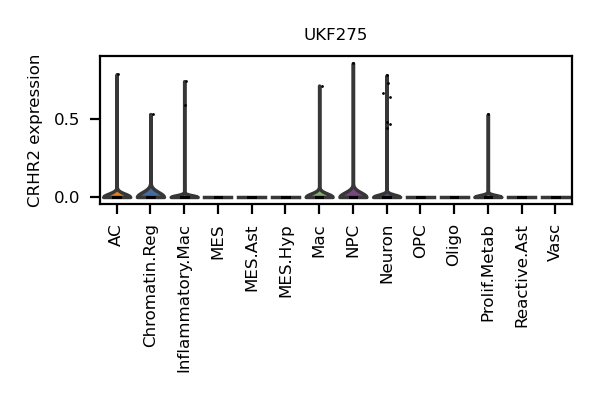 UKF275
CRHR2 expression
0.5
0.0
AC
Chromatin.Reg
Inflammatory.Mac
MES
MES.Ast
MES.Hyp
Mac
NPC
Neuron
OPC
Oligo
Prolif.Metab
Reactive.Ast
Vasc